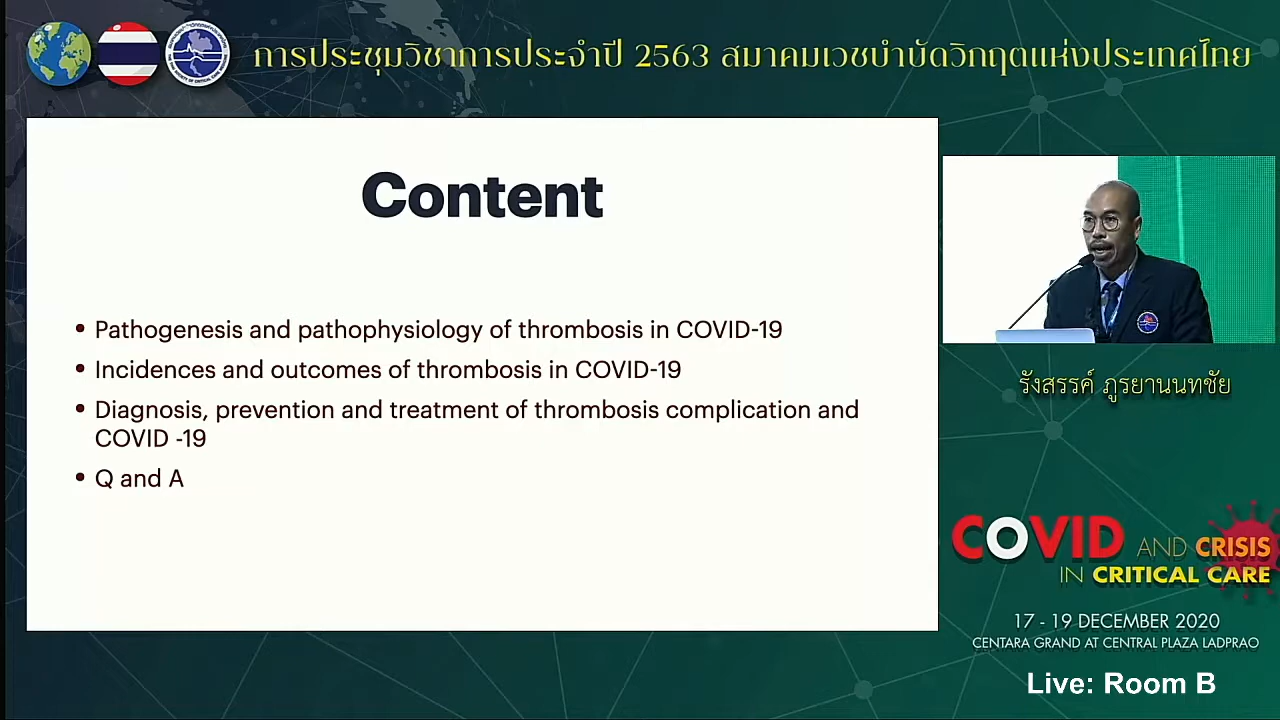 การประชุมวิชาการประจำปี 2563 สมาคมเวชบำบัดวิกฤตแห่งประเทศไทย
Content
• Pathogenesis and pathophysiology of thrombosis in COVID-19
• Incidences and outcomes of thrombosis in COVID-19
• Diagnosis, prevention and treatment of thrombosis complication and
COVID -19
• Q and A
รังสรรค์ ภูรยานนทชัย
COVID AND CRISIS
IN CRITICAL CARE
17 - 19 DECEMBER 2020
CENTARA GRAND AT CENTRAL PLAZA LADPRAO
Live: Room B